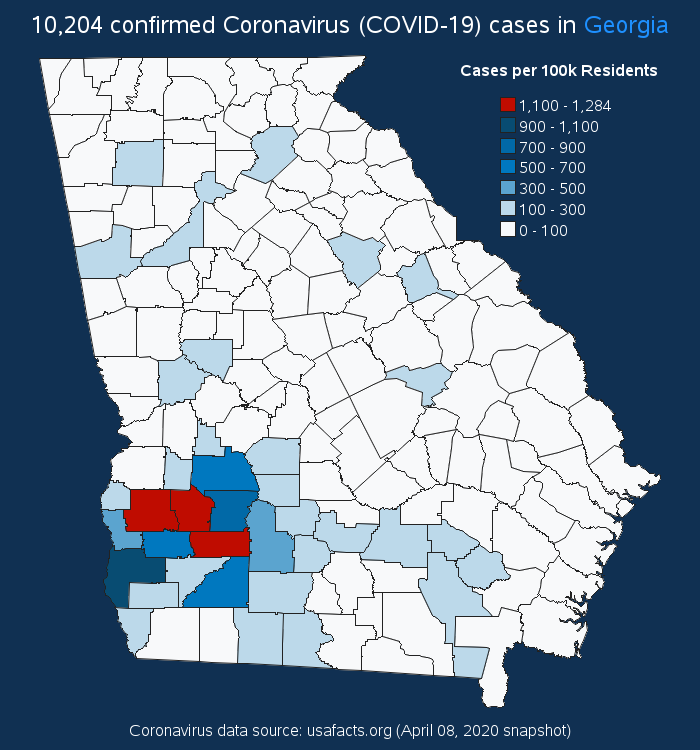 10,204 confirmed Coronavirus (COVID-19) cases in Georgia
Cases per 100k Residents
1,100 - 1,284
900 - 1,100
700 - 900
500 - 700
300 - 500
100 - 300
0 - 100
Coronavirus data source: usafacts.org (April 08, 2020 snapshot)